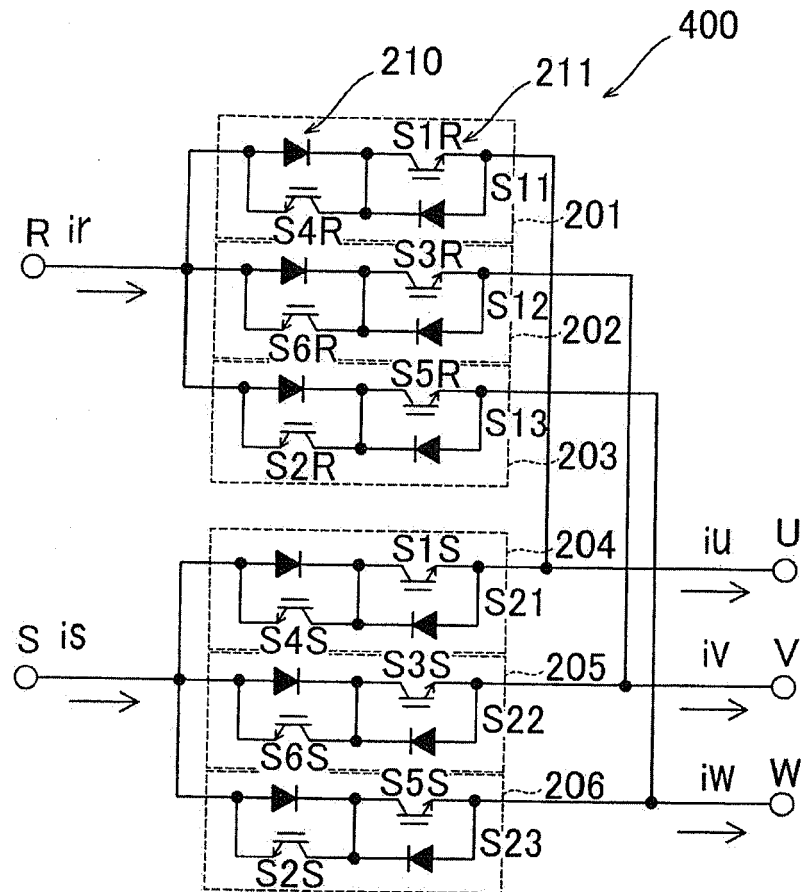 400
210
211
S1R
S11
201
S4R
R ir
S3R
S12
202
S6R
S5R
S13
203
S2R
S1S
204
iu U
S21
S4S
S is
S3S
205
iv V
S22
S6S
S5S
206
iw W
S23
S2S